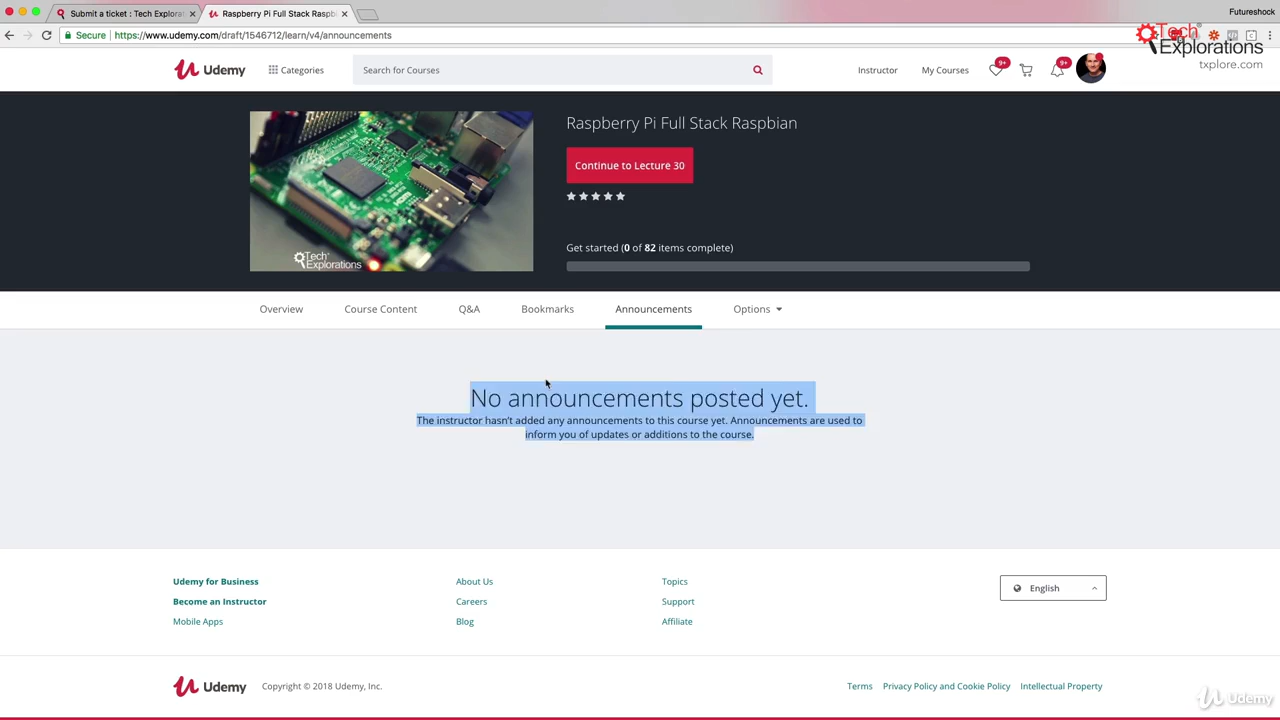 Submit a ticket : Tech Explorat
Raspberry Pi Full Stack Raspbi
Futureshock
Secure
https://www.udemy.com/draft/1546712/learn/v4/announcements
Tech
Explorations
txplore.com
Udemy
Categories
Search for Courses
Instructor
My Courses
9+
9+
Raspberry Pi Full Stack Raspbian
Continue to Lecture 30
Get started (0 of 82 items complete)
Tech
Explorations
Overview
Course Content
Q&A
Bookmarks
Announcements
Options
No announcements posted yet.
The instructor hasn't added any announcements to this course yet. Announcements are used to
inform you of updates or additions to the course.
Udemy for Business
About Us
Topics
English
Become an Instructor
Careers
Support
Mobile Apps
Blog
Affiliate
Udemy
Copyright © 2018 Udemy, Inc.
Terms
Privacy Policy and Cookie Policy
Intellectual Property
Udemy